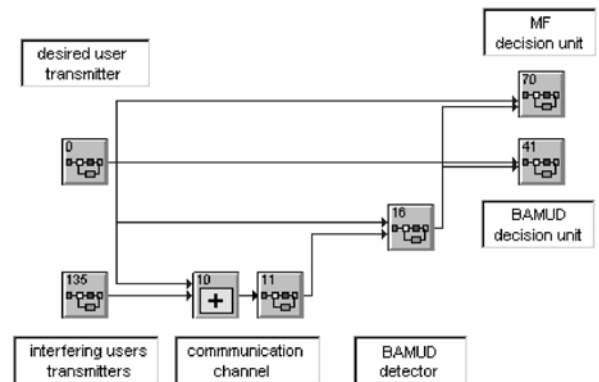 MF
decision unit
desired user
transmitter
70
0
41
16
BAMUD
decision unit
135
10
11
+
interfering users
transmitters
commmunication
channel
BAMUD
detector